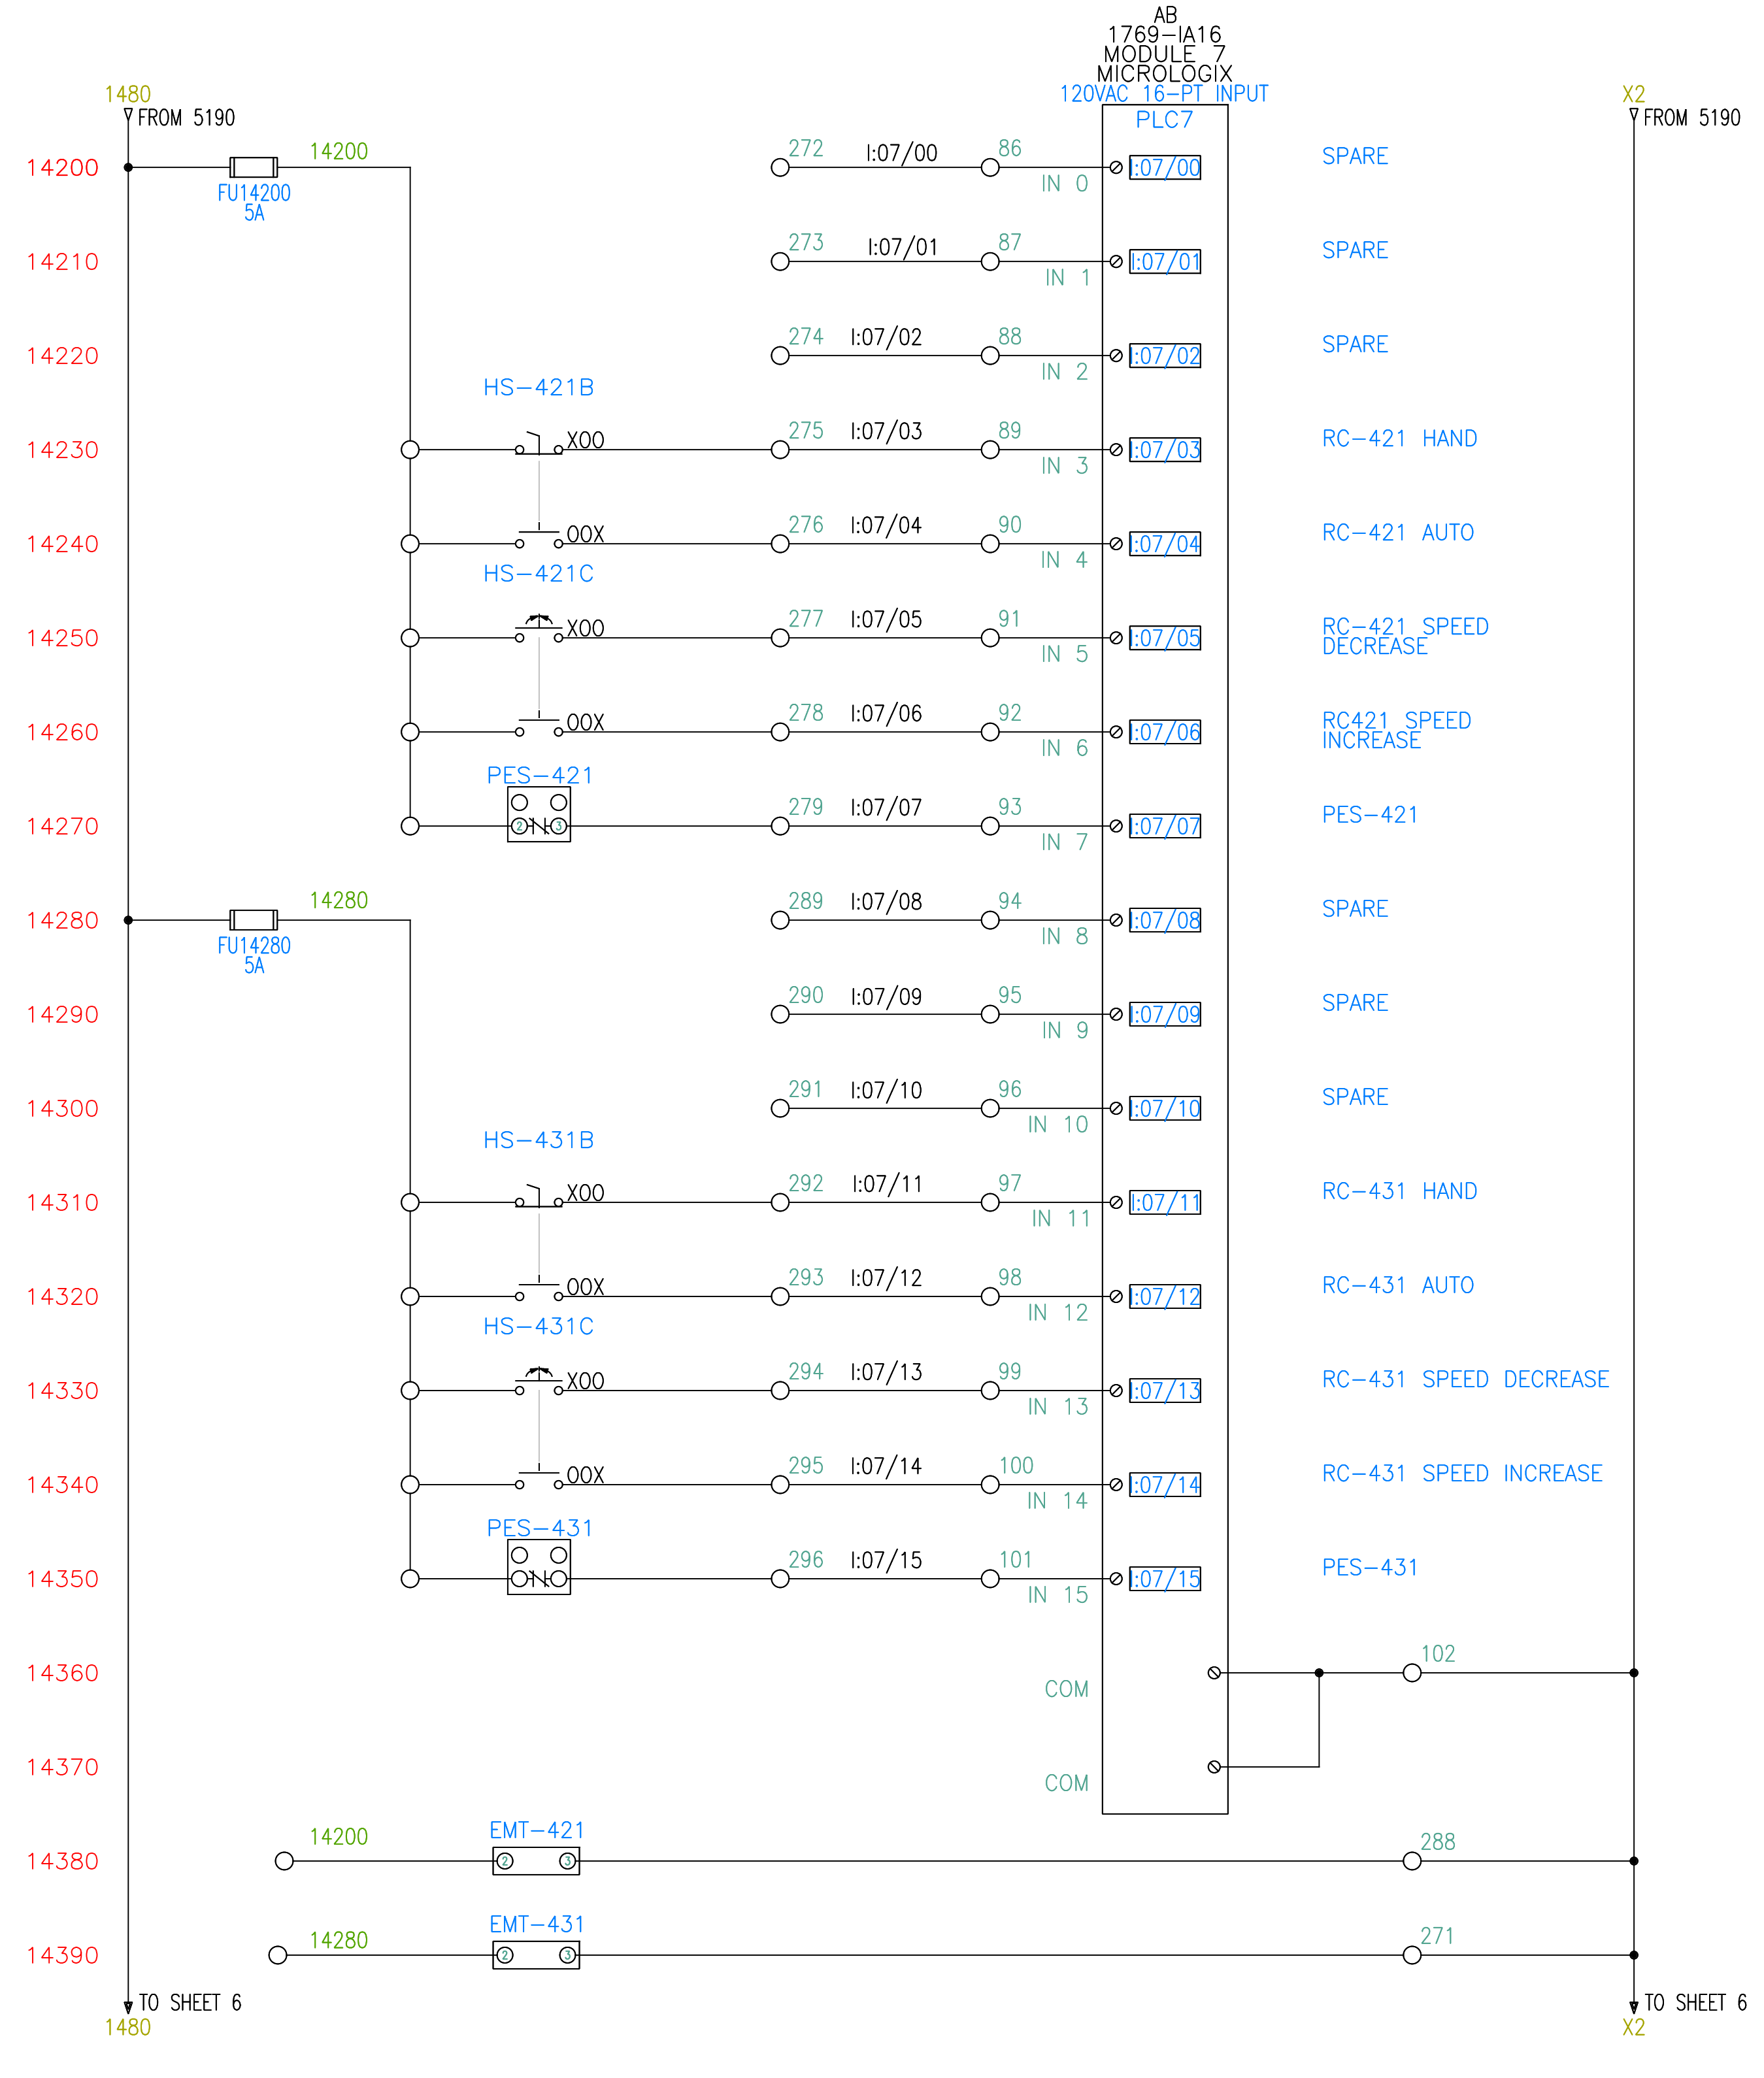 AB
1769-IA16
MODULE 7
MICROLOGIX
120VAC 16-PT INPUT
PLC7
1480
FROM 5190
X2
FROM 5190
14200
14200
FU14200
5A
272
I:07/00
86
IN 0
I:07/00
SPARE
14210
273
I:07/01
87
IN 1
I:07/01
SPARE
14220
274
I:07/02
88
IN 2
I:07/02
SPARE
HS-421B
14230
X00
275
I:07/03
89
IN 3
I:07/03
RC-421 HAND
14240
00X
276
I:07/04
90
IN 4
I:07/04
RC-421 AUTO
HS-421C
14250
X00
277
I:07/05
91
IN 5
I:07/05
RC-421 SPEED
DECREASE
14260
00X
278
I:07/06
92
IN 6
I:07/06
RC421 SPEED
INCREASE
PES-421
14270
2
3
279
I:07/07
93
IN 7
I:07/07
PES-421
14280
14280
FU14280
5A
289
I:07/08
94
IN 8
I:07/08
SPARE
14290
290
I:07/09
95
IN 9
I:07/09
SPARE
14300
291
I:07/10
96
IN 10
I:07/10
SPARE
HS-431B
14310
X00
292
I:07/11
97
IN 11
I:07/11
RC-431 HAND
14320
00X
293
I:07/12
98
IN 12
I:07/12
RC-431 AUTO
HS-431C
14330
X00
294
I:07/13
99
IN 13
I:07/13
RC-431 SPEED DECREASE
14340
00X
295
I:07/14
100
IN 14
I:07/14
RC-431 SPEED INCREASE
PES-431
14350
296
I:07/15
101
IN 15
I:07/15
PES-431
14360
COM
102
14370
COM
14380
14200
EMT-421
2
3
288
14390
14280
EMT-431
2
3
271
TO SHEET 6
1480
TO SHEET 6
X2